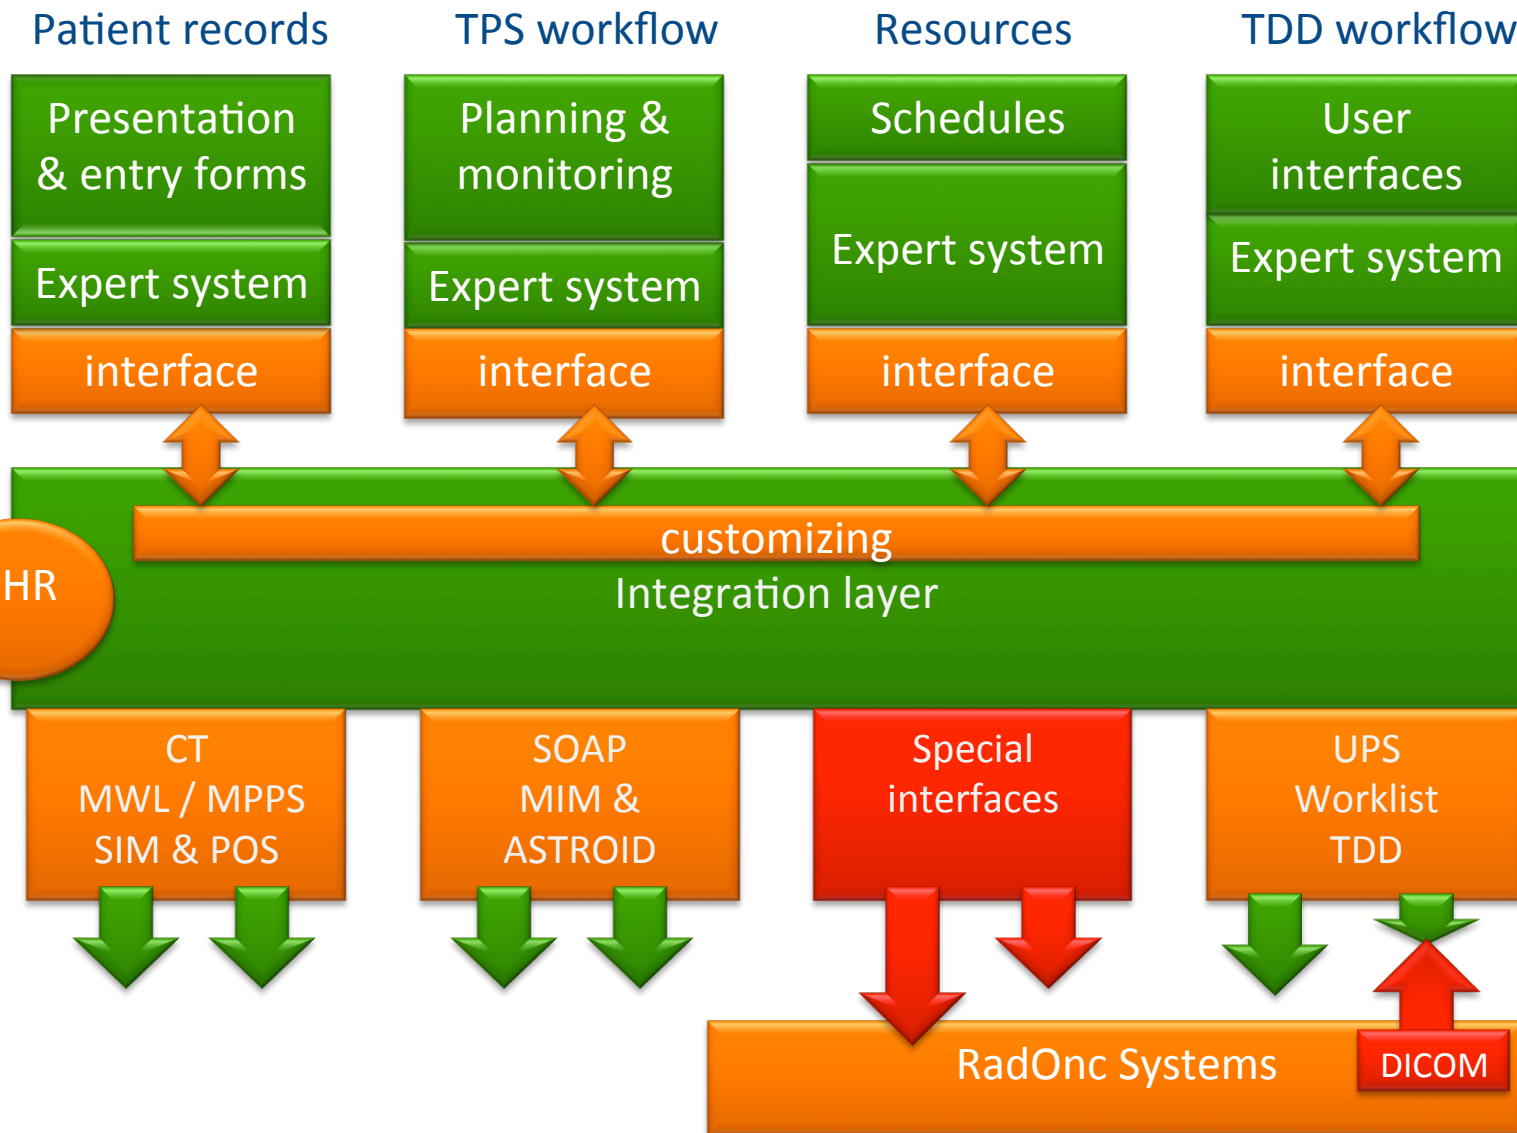 Patient records
TPS workflow
Resources
TDD workflow
Presentation
& entry forms
Expert system
interface
Planning &
monitoring
Expert system
interface
Schedules
Expert system
interface
User
interfaces
Expert system
interface
customizing
HR
Integration layer
CT
MWL / MPPS
SIM & POS
SOAP
MIM &
ASTROID
Special
interfaces
UPS
Worklist
TDD
RadOnc Systems
DICOM